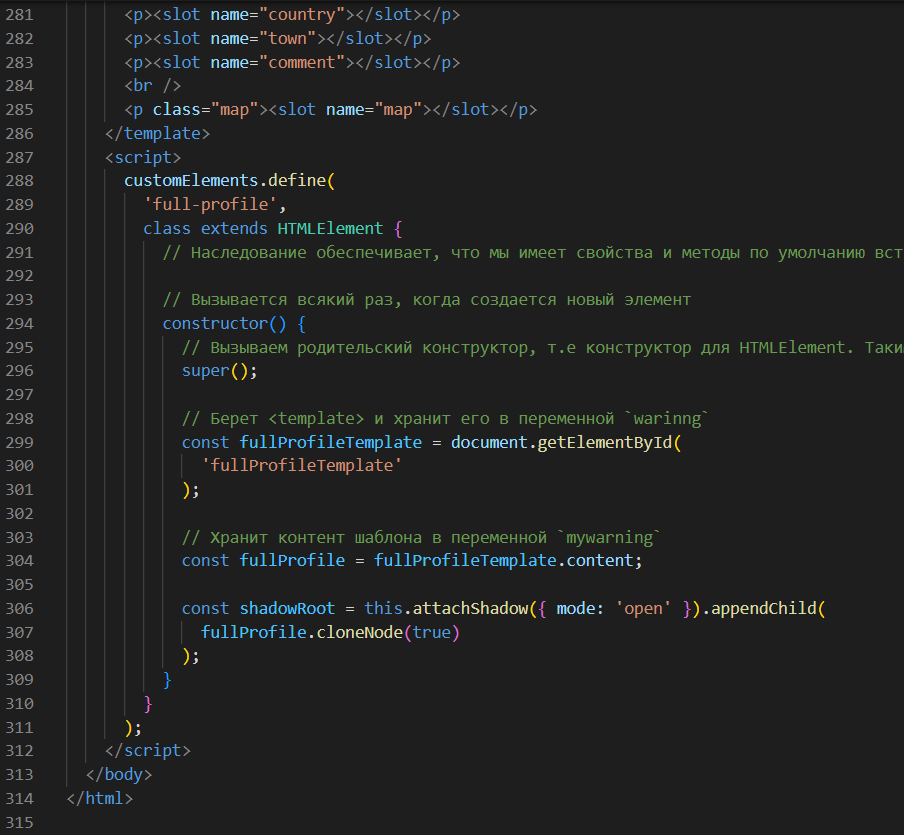 281 <p><slot name="country"></slot></p>
282 <p><slot name="town"></slot></p>
283 <p><slot name="comment"></slot></p>
284 <br />
285 <p class="map"><slot name="map"></slot></p>
286 </template>
287 <script>
288 customElements.define(
289 'full-profile',
290 class extends HTMLElement {
291 // Наследование обеспечивает, что мы имеет свойства и методы по умолчанию вст
292
293 // Вызывается всякий раз, когда создается новый элемент
294 constructor() {
295 // Вызываем родительский конструктор, т.е конструктор для HTMLElement. Таки
296 super();
297
298 // Берет <template> и хранит его в переменной `warinng`
299 const fullProfileTemplate = document.getElementById(
300 'fullProfileTemplate'
301 );
302
303 // Хранит контент шаблона в переменной `mywarning`
304 const fullProfile = fullProfileTemplate.content;
305
306 const shadowRoot = this.attachShadow({ mode: 'open' }).appendChild(
307 fullProfile.cloneNode(true)
308 );
309 }
310 }
311 );
312 </script>
313 </body>
314 </html>
315